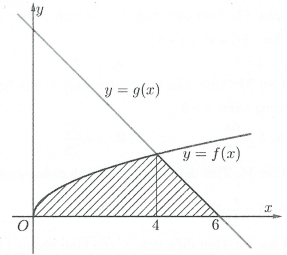 y
y = g(x)
y = f(x)
x
O
4
6